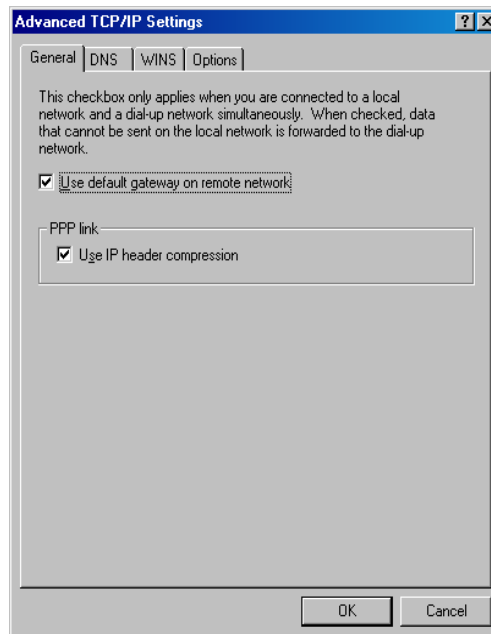 Advanced TCP/IP Settings
General DNS WINS Options
This checkbox only applies when you are connected to a local
network and a dial-up network simultaneously. When checked, data
that cannot be sent on the local network is forwarded to the dial-up
network.
Use default gateway on remote network
PPP link
Use IP header compression
OK Cancel